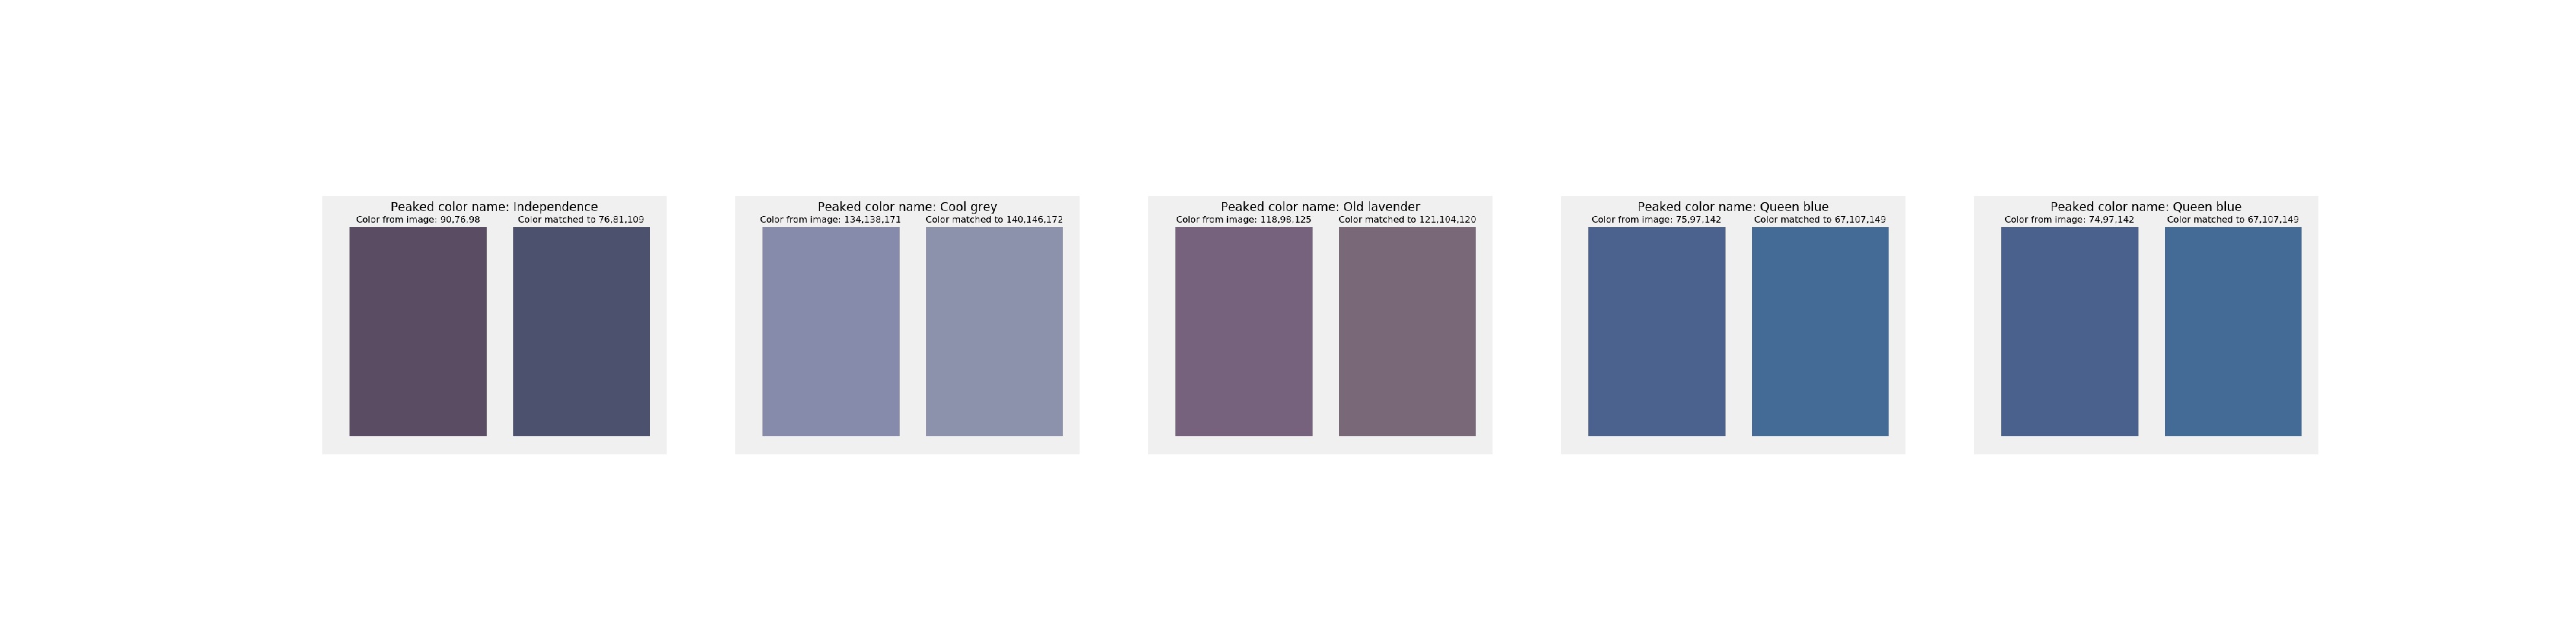 Peaked color name: Independence
Color from image: 90,76,98
Color matched to 76,81,109
Peaked color name: Cool grey
Color from image: 134,138,171
Color matched to 140,146,172
Peaked color name: Old lavender
Color from image: 118,98,125
Color matched to 121,104,120
Peaked color name: Queen blue
Color from image: 75,97,142
Color matched to 67,107,149
Peaked color name: Queen blue
Color from image: 74,97,142
Color matched to 67,107,149